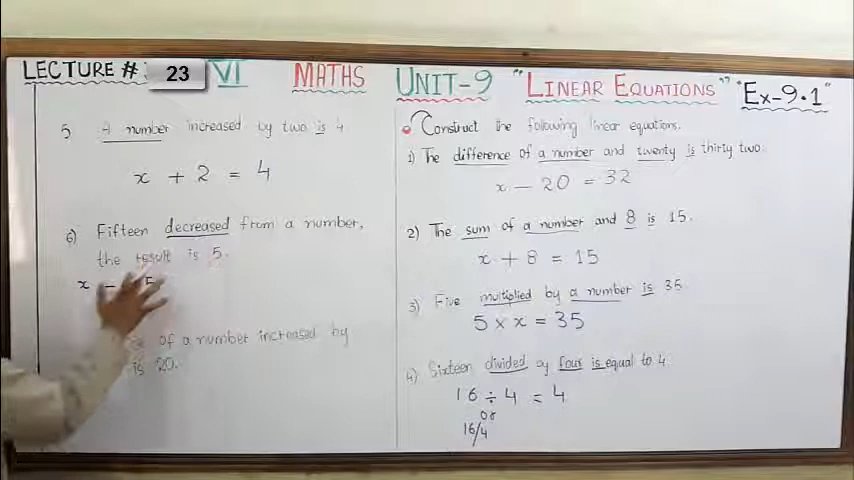 LECTURE # 23 VI MATHS UNIT-9 "LINEAR EQUATIONS" "Ex-9.1"
5 A number increased by two is 4
x + 2 = 4
6) Fifteen decreased from a number,
the result is 5.
x -
of a number increased by
is 20.
Construct the following linear equations.
1) The difference of a number and twenty is thirty two.
x - 20 = 32
2) The sum of a number and 8 is 15.
x + 8 = 15
3) Five multiplied by a number is 35
5 × x = 35
4) Sixteen divided by four is equal to 4.
16 ÷ 4 = 4
or
16/4